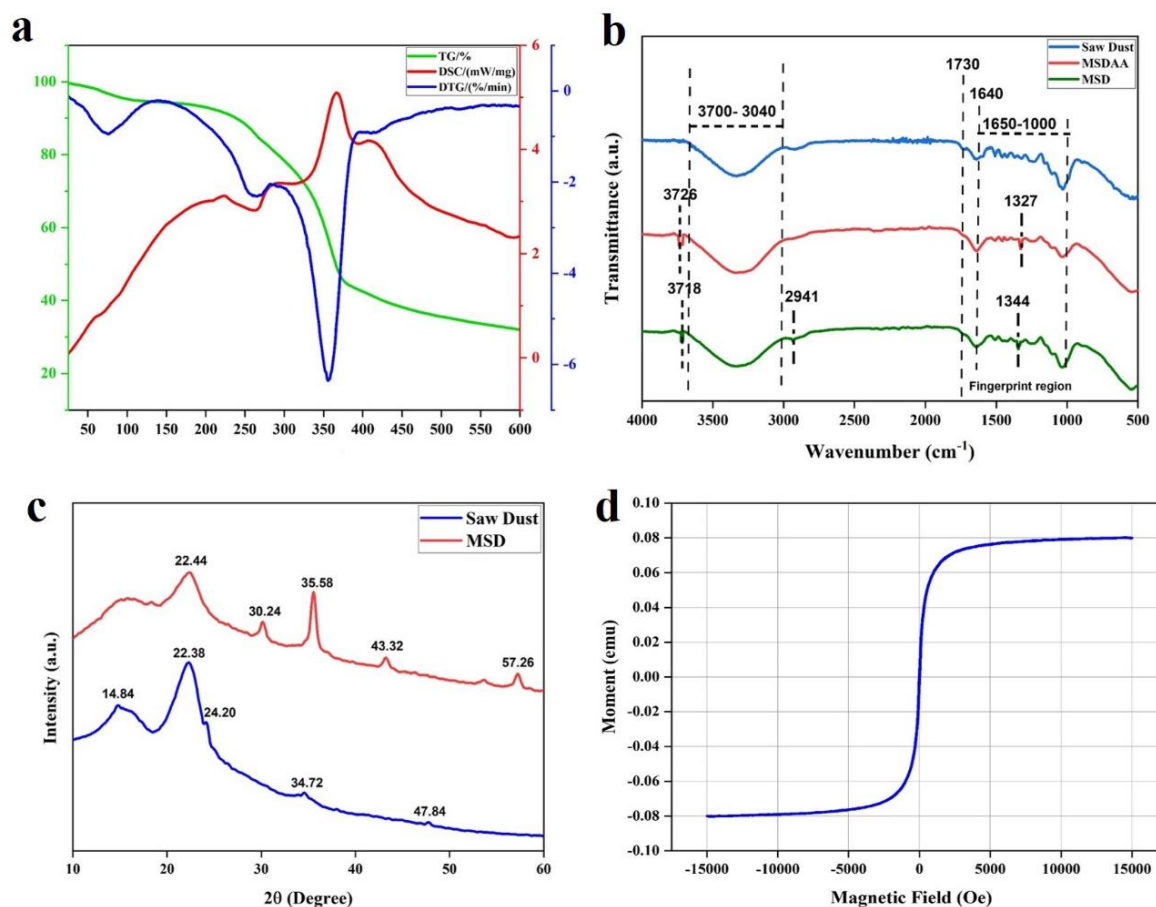 a
TG/%
DSC/(mW/mg)
DTG/(%/min)
100
80
60
40
20
6
4
2
0
0
-2
-4
-6
50 100 150 200 250 300 350 400 450 500 550 600
b
Saw Dust
MSDAA
MSD
1730
1640
3700- 3040
1650-1000
3726
1327
3718
2941
1344
Fingerprint region
Transmittance (a.u.)
4000 3500 3000 2500 2000 1500 1000 500
Wavenumber (cm⁻¹)
c
Saw Dust
MSD
22.44
35.58
30.24
43.32
57.26
22.38
14.84
24.20
34.72
47.84
Intensity (a.u.)
10 20 30 40 50 60
2θ (Degree)
d
0.10
0.08
0.06
0.04
0.02
0.00
-0.02
-0.04
-0.06
-0.08
-0.10
Moment (emu)
-15000 -10000 -5000 0 5000 10000 15000
Magnetic Field (Oe)